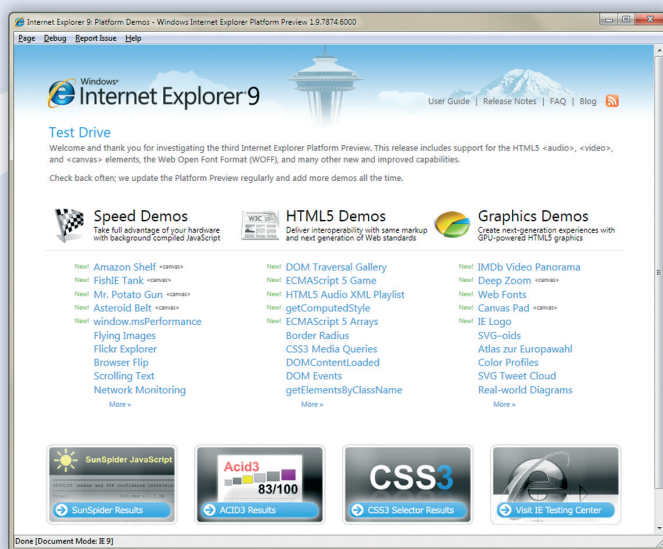 Internet Explorer 9: Platform Demos - Windows Internet Explorer Platform Preview 1.9.7874.6000
Page Debug Report Issue Help
Windows®
Internet Explorer 9
User Guide | Release Notes | FAQ | Blog
Test Drive
Welcome and thank you for investigating the third Internet Explorer Platform Preview. This release includes support for the HTML5 <audio>, <video>,
and <canvas> elements, the Web Open Font Format (WOFF), and many other new and improved capabilities.
Check back often; we update the Platform Preview regularly and add more demos all the time.
Speed Demos
Take full advantage of your hardware
with background compiled JavaScript
New! Amazon Shelf <canvas>
New! FishIE Tank <canvas>
New! Mr. Potato Gun <canvas>
New! Asteroid Belt <canvas>
New! window.msPerformance
Flying Images
Flickr Explorer
Browser Flip
Scrolling Text
Network Monitoring
More »
W3C
HTML5 Demos
Deliver interoperability with same markup
and next generation of Web standards
New! DOM Traversal Gallery
New! ECMAScript 5 Game
New! HTML5 Audio XML Playlist
New! getComputedStyle
New! ECMAScript 5 Arrays
Border Radius
CSS3 Media Queries
DOMContentLoaded
DOM Events
getElementsByClassName
More »
Graphics Demos
Create next-generation experiences with
GPU-powered HTML5 graphics
New! IMDb Video Panorama
New! Deep Zoom <canvas>
New! Web Fonts
New! Canvas Pad <canvas>
New! IE Logo
SVG-oids
Atlas zur Europawahl
Color Profiles
SVG Tweet Cloud
Real-world Diagrams
More »
SunSpider JavaScript
SunSpider Results
Acid3
83/100
ACID3 Results
CSS3
CSS3 Selector Results
Visit IE Testing Center
Done [Document Mode: IE 9]